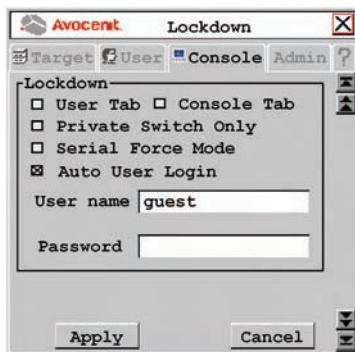 Avocent. Lockdown X
Target User Console Admin ?
Lockdown
User Tab Console Tab
Private Switch Only
Serial Force Mode
Auto User Login
User name guest
Password
Apply Cancel